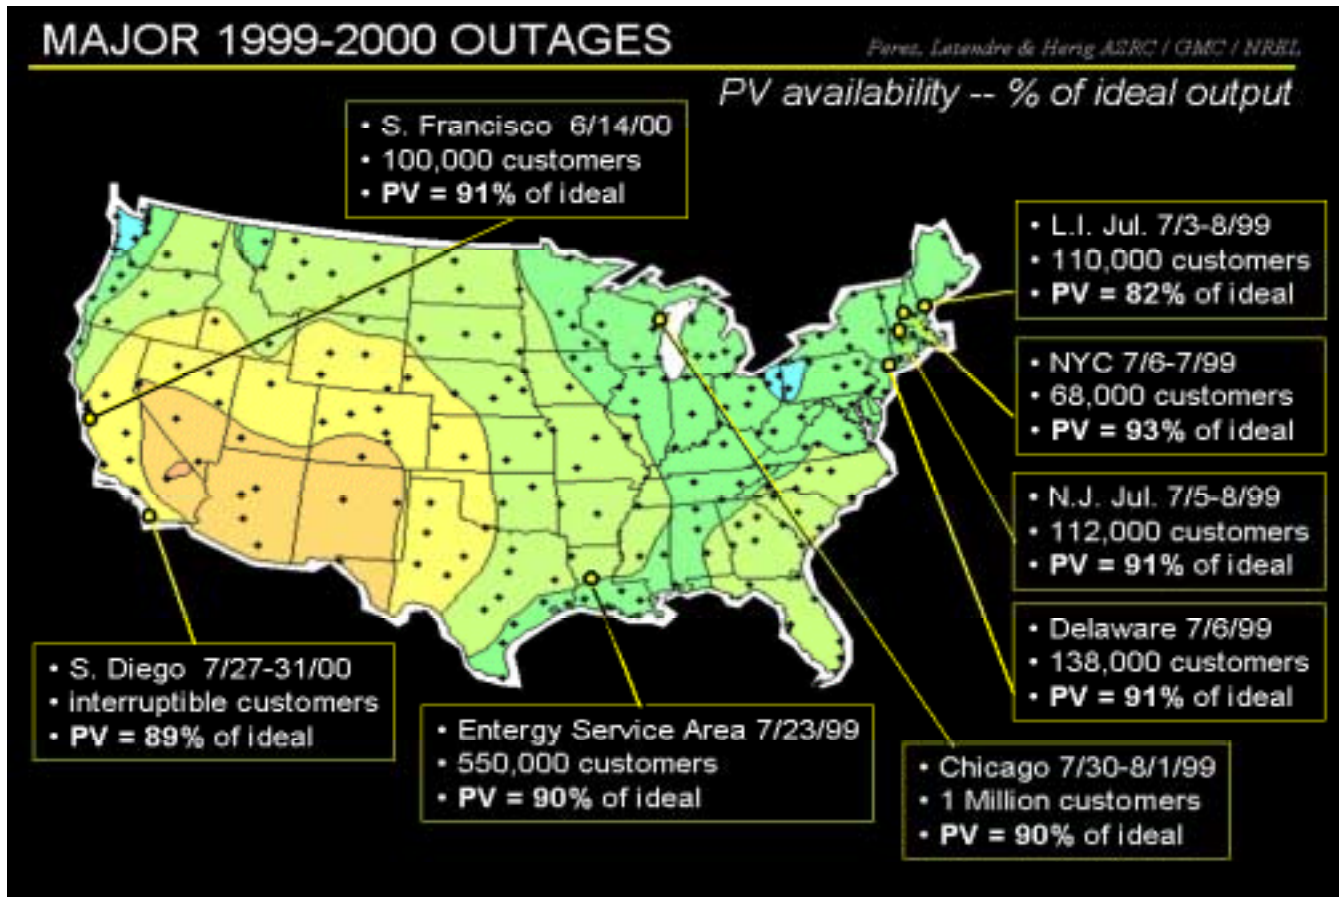 MAJOR 1999-2000 OUTAGES
Perez, Letendre & Herig ASRC / GMC / NREL
PV availability -- % of ideal output
• S. Francisco 6/14/00
• 100,000 customers
• PV = 91% of ideal
• L.I. Jul. 7/3-8/99
• 110,000 customers
• PV = 82% of ideal
• NYC 7/6-7/99
• 68,000 customers
• PV = 93% of ideal
• N.J. Jul. 7/5-8/99
• 112,000 customers
• PV = 91% of ideal
• Delaware 7/6/99
• 138,000 customers
• PV = 91% of ideal
• S. Diego 7/27-31/00
• interruptible customers
• PV = 89% of ideal
• Entergy Service Area 7/23/99
• 550,000 customers
• PV = 90% of ideal
• Chicago 7/30-8/1/99
• 1 Million customers
• PV = 90% of ideal